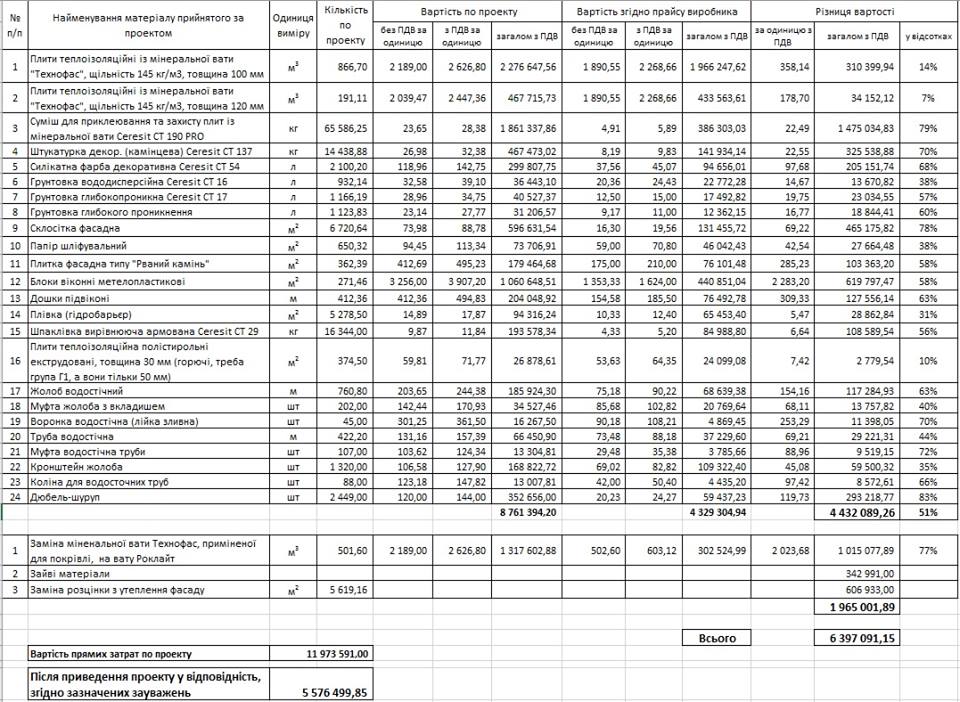 № п/п | Найменування матеріалу прийнятого за проектом | Одиниця виміру | Кількість по проекту | Вартість по проекту | Вартість згідно прайсу виробника | Різниця вартості
без ПДВ за одиницю | з ПДВ за одиницю | загалом з ПДВ | без ПДВ за одиницю | з ПДВ за одиницю | загалом з ПДВ | за одиницю з ПДВ | загалом з ПДВ | у відсотках
1 | Плити теплоізоляційні із мінеральної вати "Технофас", щільність 145 кг/м3, товщина 100 мм | м³ | 866,70 | 2 189,00 | 2 626,80 | 2 276 647,56 | 1 890,55 | 2 268,66 | 1 966 247,62 | 358,14 | 310 399,94 | 14%
2 | Плити теплоізоляційні із мінеральної вати "Технофас", щільність 145 кг/м3, товщина 120 мм | м³ | 191,11 | 2 039,47 | 2 447,36 | 467 715,73 | 1 890,55 | 2 268,66 | 433 563,61 | 178,70 | 34 152,12 | 7%
3 | Суміш для приклеювання та захисту плит із мінеральної вати Ceresit CT 190 PRO | кг | 65 586,25 | 23,65 | 28,38 | 1 861 337,86 | 4,91 | 5,89 | 386 303,03 | 22,49 | 1 475 034,83 | 79%
4 | Штукатурка декор. (камінцева) Ceresit CT 137 | кг | 14 438,88 | 26,98 | 32,38 | 467 473,02 | 8,19 | 9,83 | 141 934,14 | 22,55 | 325 538,88 | 70%
5 | Силікатна фарба декоративна Ceresit CT 54 | л | 2 100,20 | 118,96 | 142,75 | 299 807,75 | 37,56 | 45,07 | 94 656,01 | 97,68 | 205 151,74 | 68%
6 | Грунтовка вододисперсійна Ceresit CT 16 | л | 932,14 | 32,58 | 39,10 | 36 443,10 | 20,36 | 24,43 | 22 772,28 | 14,67 | 13 670,82 | 38%
7 | Грунтовка глибокопроникна Ceresit CT 17 | л | 1 166,19 | 28,96 | 34,75 | 40 527,37 | 12,50 | 15,00 | 17 492,82 | 19,75 | 23 034,55 | 57%
8 | Грунтовка глибокого проникнення | л | 1 123,83 | 23,14 | 27,77 | 31 206,57 | 9,17 | 11,00 | 12 362,15 | 16,77 | 18 844,41 | 60%
9 | Склосітка фасадна | м² | 6 720,64 | 73,98 | 88,78 | 596 631,54 | 16,30 | 19,56 | 131 455,72 | 69,22 | 465 175,82 | 78%
10 | Папір шліфувальний | м² | 650,32 | 94,45 | 113,34 | 73 706,91 | 59,00 | 70,80 | 46 042,43 | 42,54 | 27 664,48 | 38%
11 | Плитка фасадна типу "Рваний камінь" | м² | 362,39 | 412,69 | 495,23 | 179 464,68 | 175,00 | 210,00 | 76 101,48 | 285,23 | 103 363,20 | 58%
12 | Блоки віконні метелопластикові | м² | 271,46 | 3 256,00 | 3 907,20 | 1 060 648,51 | 1 353,33 | 1 624,00 | 440 851,04 | 2 283,20 | 619 797,47 | 58%
13 | Дошки підвіконі | м | 412,36 | 412,36 | 494,83 | 204 048,92 | 154,58 | 185,50 | 76 492,78 | 309,33 | 127 556,14 | 63%
14 | Плівка (гідробарьєр) | м² | 5 278,50 | 14,89 | 17,87 | 94 316,24 | 10,33 | 12,40 | 65 453,40 | 5,47 | 28 862,84 | 31%
15 | Шпаклівка вирівнююча армована Ceresit CT 29 | кг | 16 344,00 | 9,87 | 11,84 | 193 578,34 | 4,33 | 5,20 | 84 988,80 | 6,64 | 108 589,54 | 56%
16 | Плити теплоізоляційна полістирольні екструдовані, товщина 30 мм (горючі, треба група Г1, а вони тільки 50 мм) | м² | 374,50 | 59,81 | 71,77 | 26 878,61 | 53,63 | 64,35 | 24 099,08 | 7,42 | 2 779,54 | 10%
17 | Жолоб водостічний | м | 760,80 | 203,65 | 244,38 | 185 924,30 | 75,18 | 90,22 | 68 639,38 | 154,16 | 117 284,93 | 63%
18 | Муфта жолоба з вкладишем | шт | 202,00 | 142,44 | 170,93 | 34 527,46 | 85,68 | 102,82 | 20 769,64 | 68,11 | 13 757,82 | 40%
19 | Воронка водостічна (лійка зливна) | шт | 45,00 | 301,25 | 361,50 | 16 267,50 | 90,18 | 108,21 | 4 869,45 | 253,29 | 11 398,05 | 70%
20 | Труба водостічна | м | 422,20 | 131,16 | 157,39 | 66 450,90 | 73,48 | 88,18 | 37 229,60 | 69,21 | 29 221,31 | 44%
21 | Муфта водостічна труби | шт | 107,00 | 103,62 | 124,34 | 13 304,81 | 29,48 | 35,38 | 3 785,66 | 88,96 | 9 519,15 | 72%
22 | Кронштейн жолоба | шт | 1 320,00 | 106,58 | 127,90 | 168 822,72 | 69,02 | 82,82 | 109 322,40 | 45,08 | 59 500,32 | 35%
23 | Коліна для водосточних труб | шт | 88,00 | 123,18 | 147,82 | 13 007,81 | 42,00 | 50,40 | 4 435,20 | 97,42 | 8 572,61 | 66%
24 | Дюбель-шуруп | шт | 2 449,00 | 120,00 | 144,00 | 352 656,00 | 20,23 | 24,27 | 59 437,23 | 119,73 | 293 218,77 | 83%
8 761 394,20 | 4 329 304,94 | 4 432 089,26 | 51%
1 | Заміна міненальної вати Технофас, приміненої для покрівлі, на вату Роклайт | м³ | 501,60 | 2 189,00 | 2 626,80 | 1 317 602,88 | 502,60 | 603,12 | 302 524,99 | 2 023,68 | 1 015 077,89 | 77%
2 | Зайві матеріали | 342 991,00
3 | Заміна розцінки з утеплення фасаду | м² | 5 619,16 | 606 933,00
1 965 001,89
Всього | 6 397 091,15
Вартість прямих затрат по проекту | 11 973 591,00
Після приведення проекту у відповідність, згідно зазначених зауважень | 5 576 499,85